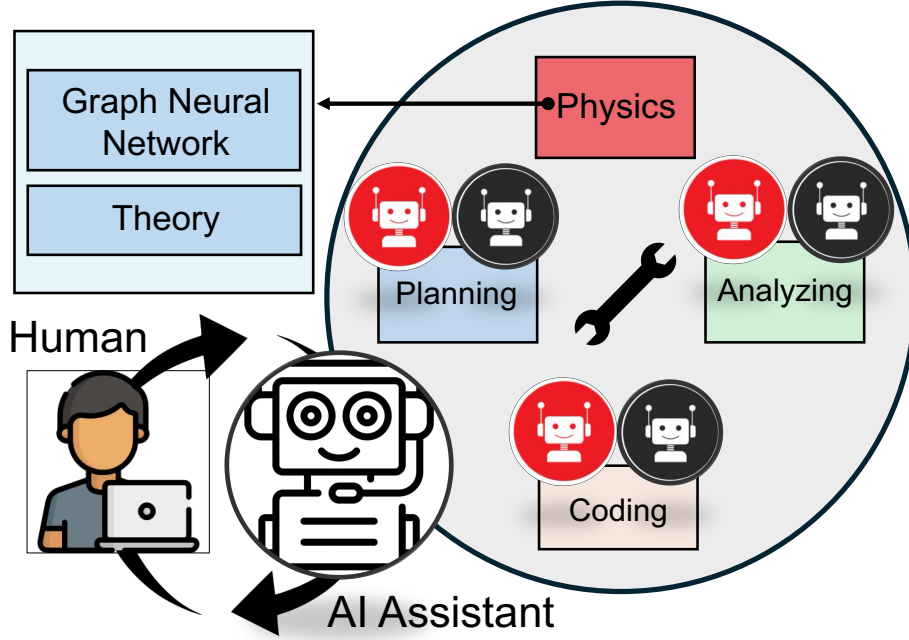 Graph Neural
Network
Theory
Physics
Planning
Analyzing
Coding
Human
AI Assistant